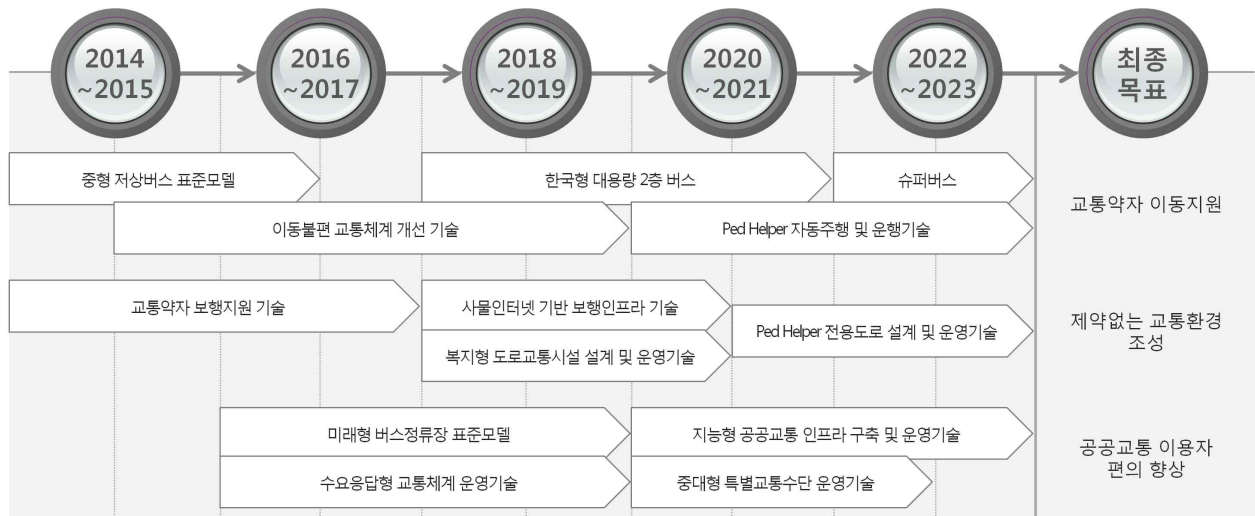 2014
~2015
2016
~2017
2018
~2019
2020
~2021
2022
~2023
최종
목표
중형 저상버스 표준모델
한국형 대용량 2층 버스
슈퍼버스
이동불편 교통체계 개선 기술
Ped Helper 자동주행 및 운행기술
교통약자 이동지원
교통약자 보행지원 기술
사물인터넷 기반 보행인프라 기술
복지형 도로교통시설 설계 및 운영기술
Ped Helper 전용도로 설계 및 운영기술
제약없는 교통환경
조성
미래형 버스정류장 표준모델
지능형 공공교통 인프라 구축 및 운영기술
수요응답형 교통체계 운영기술
중대형 특별교통수단 운영기술
공공교통 이용자
편의 향상